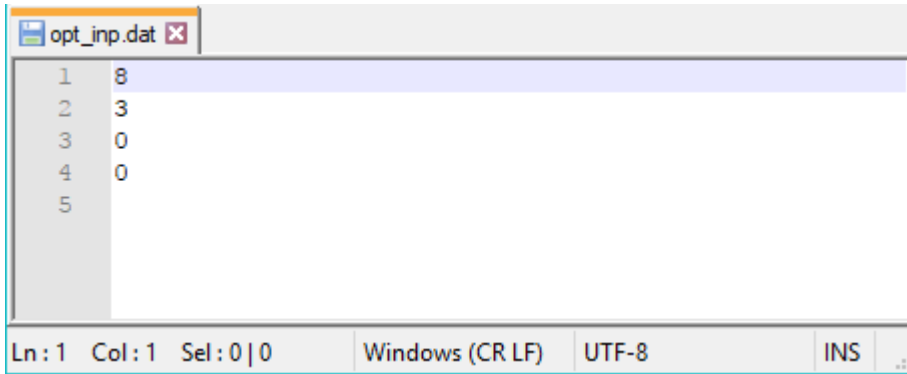 opt_inp.dat
1 8
2 3
3 0
4 0
5
Ln : 1 Col : 1 Sel : 0 | 0 Windows (CR LF) UTF-8 INS